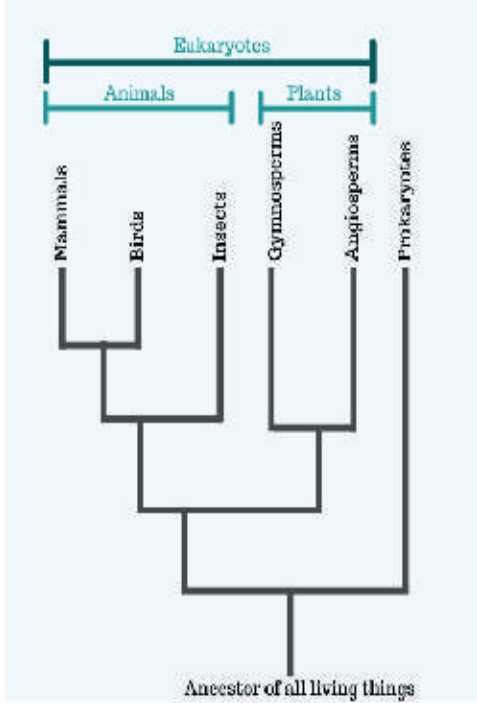 Eukaryotes
Animals
Plants
Mammals
Birds
Insects
Gymnosperms
Angiosperms
Prokaryotes
Ancestor of all living things